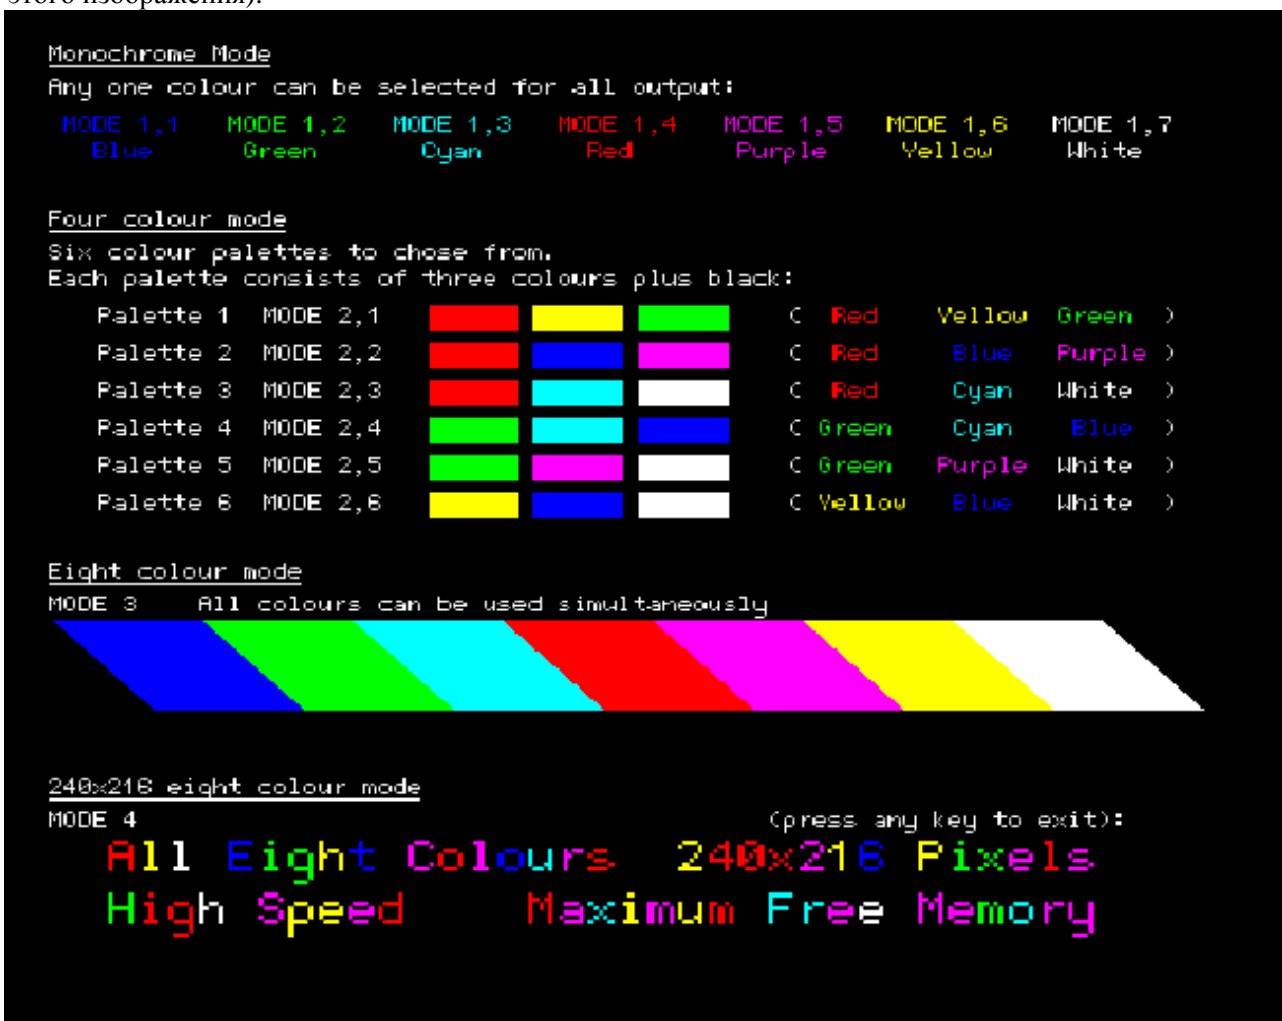 этого изображения).
Monochrome Mode
Any one colour can be selected for all output:
MODE 1,1 MODE 1,2 MODE 1,3 MODE 1,4 MODE 1,5 MODE 1,6 MODE 1,7
Blue Green Cyan Red Purple Yellow White
Four colour mode
Six colour palettes to chose from.
Each palette consists of three colours plus black:
Palette 1 MODE 2,1 ( Red Yellow Green )
Palette 2 MODE 2,2 ( Red Blue Purple )
Palette 3 MODE 2,3 ( Red Cyan White )
Palette 4 MODE 2,4 ( Green Cyan Blue )
Palette 5 MODE 2,5 ( Green Purple White )
Palette 6 MODE 2,6 ( Yellow Blue White )
Eight colour mode
MODE 3 All colours can be used simultaneously
240x216 eight colour mode
MODE 4 (press any key to exit):
All Eight Colours 240x216 Pixels
High Speed Maximum Free Memory